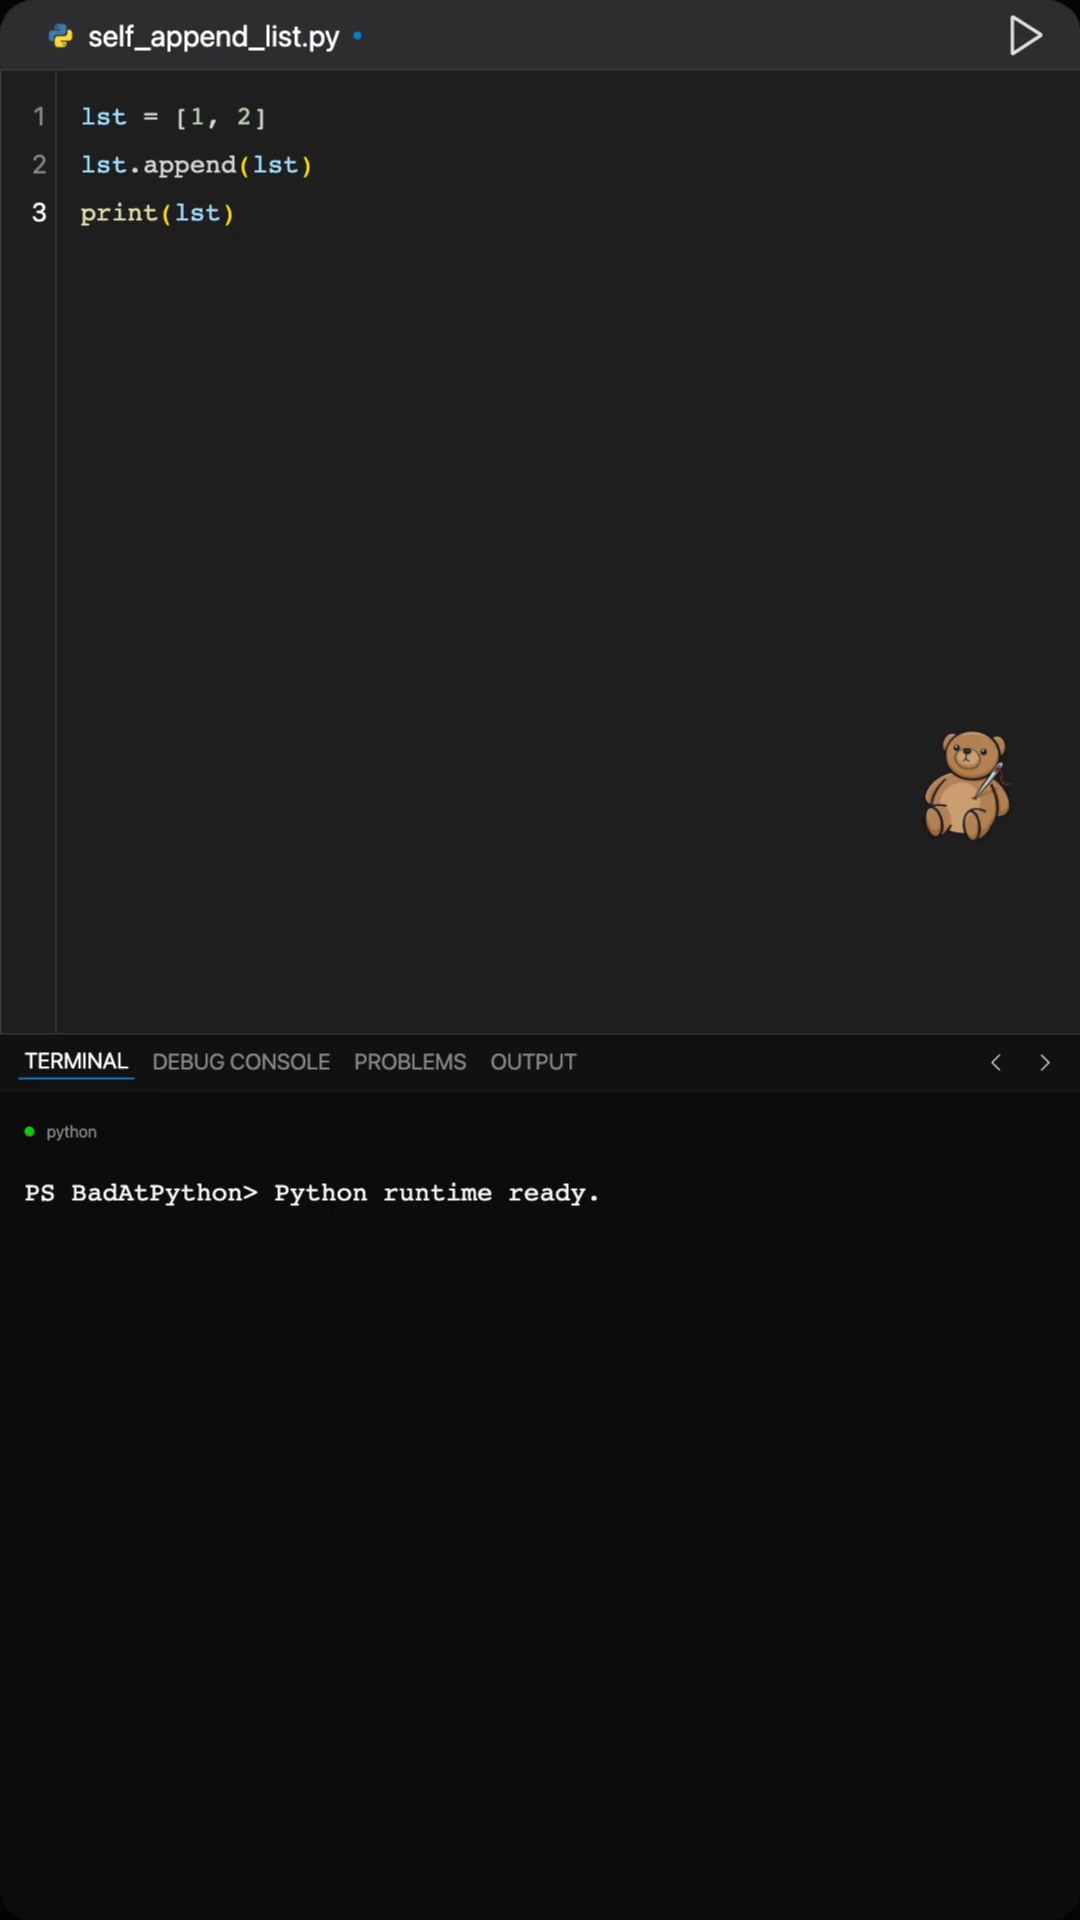 self_append_list.py
1 lst = [1, 2]
2 lst.append(lst)
3 print(lst)
TERMINAL DEBUG CONSOLE PROBLEMS OUTPUT
python
PS BadAtPython> Python runtime ready.